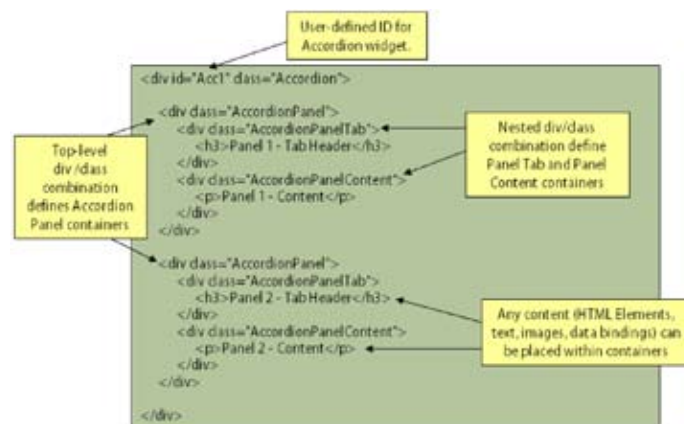 User-defined ID for
Accordion widget.
<div id="Acc1" class="Accordion">
<div class="AccordionPanel">
<div class="AccordionPanelTab">
<h3>Panel 1 - Tab Header</h3>
</div>
<div class="AccordionPanelContent">
<p>Panel 1 - Content</p>
</div>
</div>
<div class="AccordionPanel">
<div class="AccordionPanelTab">
<h3>Panel 2 - Tab Header</h3>
</div>
<div class="AccordionPanelContent">
<p>Panel 2 - Content</p>
</div>
</div>
</div>
Top-level
div /class
combination
defines Accordion
Panel containers
Nested div/class
combination define
Panel Tab and Panel
Content containers
Any content (HTML Elements,
text, images, data bindings) can
be placed within containers